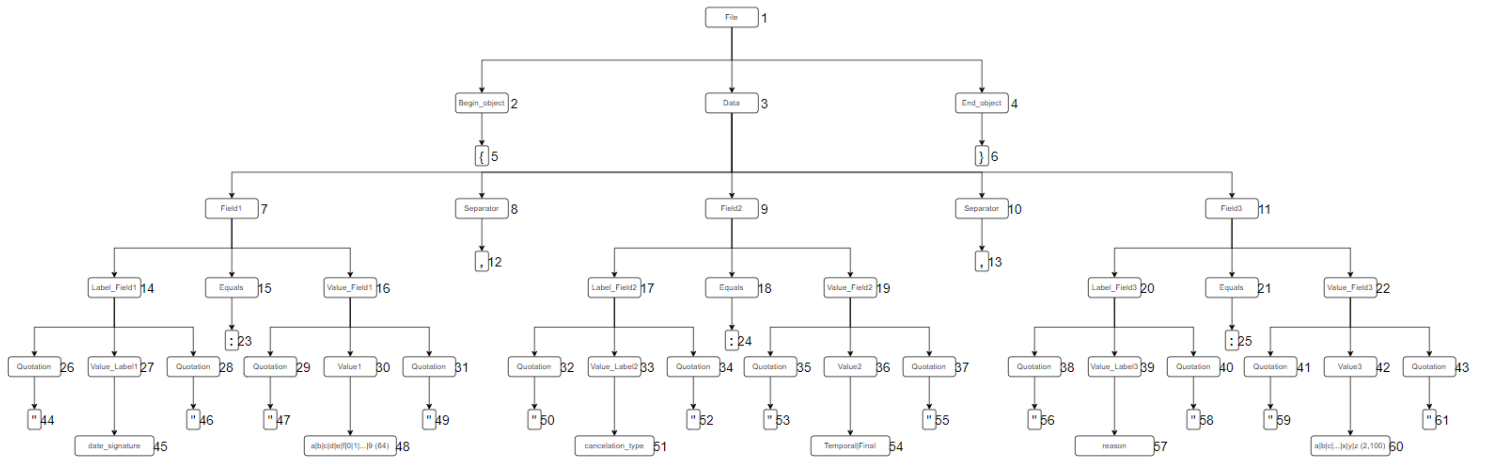 File 1
Begin_object 2 Data 3 End_object 4
{ 5 } 6
Field1 7 Separator 8 Field2 9 Separator 10 Field3 11
, 12 , 13
Label_Field1 14 Equals 15 Value_Field1 16 Label_Field2 17 Equals 18 Value_Field2 19 Label_Field3 20 Equals 21 Value_Field3 22
: 23 : 24 : 25
Quotation 26 Value_Label1 27 Quotation 28 Quotation 29 Value1 30 Quotation 31 Quotation 32 Value_Label2 33 Quotation 34 Quotation 35 Value2 36 Quotation 37 Quotation 38 Value_Label3 39 Quotation 40 Quotation 41 Value3 42 Quotation 43
" 44 " 46 " 47 " 49 " 50 " 52 " 53 " 55 " 56 " 58 " 59 " 61
date_signature 45 a|b|c|d|e|f|0|1|...|9 (64) 48 cancelation_type 51 Temporal|Final 54 reason 57 a|b|c|...|x|y|z (2,100) 60